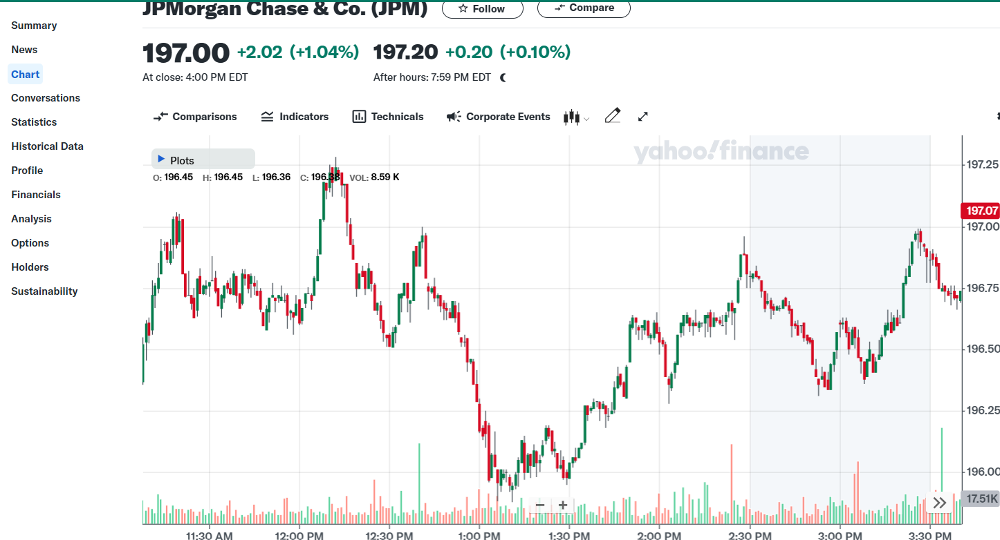 JPMorgan Chase & Co. (JPM)
Follow
Compare
197.00 +2.02 (+1.04%)
197.20 +0.20 (+0.10%)
At close: 4:00 PM EDT
After hours: 7:59 PM EDT
Summary
News
Chart
Conversations
Statistics
Historical Data
Profile
Financials
Analysis
Options
Holders
Sustainability
Comparisons
Indicators
Technicals
Corporate Events
Plots
O: 196.45 H: 196.45 L: 196.36 C: 196.38 VOL: 8.59 K
yahoo!finance
197.25
197.07
197.00
196.75
196.50
196.25
196.00
17.51K
11:30 AM 12:00 PM 12:30 PM 1:00 PM 1:30 PM 2:00 PM 2:30 PM 3:00 PM 3:30 PM